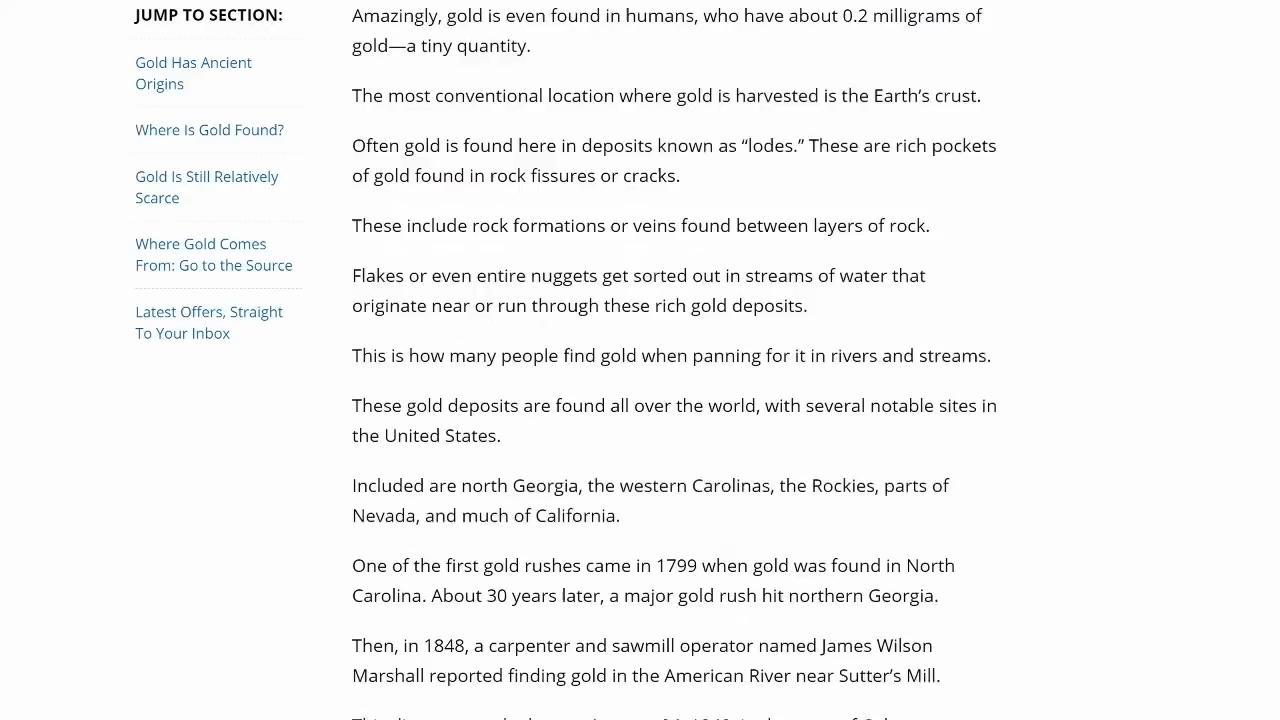 JUMP TO SECTION:
Gold Has Ancient
Origins
Where Is Gold Found?
Gold Is Still Relatively
Scarce
Where Gold Comes
From: Go to the Source
Latest Offers, Straight
To Your Inbox
Amazingly, gold is even found in humans, who have about 0.2 milligrams of
gold—a tiny quantity.
The most conventional location where gold is harvested is the Earth’s crust.
Often gold is found here in deposits known as “lodes.” These are rich pockets
of gold found in rock fissures or cracks.
These include rock formations or veins found between layers of rock.
Flakes or even entire nuggets get sorted out in streams of water that
originate near or run through these rich gold deposits.
This is how many people find gold when panning for it in rivers and streams.
These gold deposits are found all over the world, with several notable sites in
the United States.
Included are north Georgia, the western Carolinas, the Rockies, parts of
Nevada, and much of California.
One of the first gold rushes came in 1799 when gold was found in North
Carolina. About 30 years later, a major gold rush hit northern Georgia.
Then, in 1848, a carpenter and sawmill operator named James Wilson
Marshall reported finding gold in the American River near Sutter’s Mill.